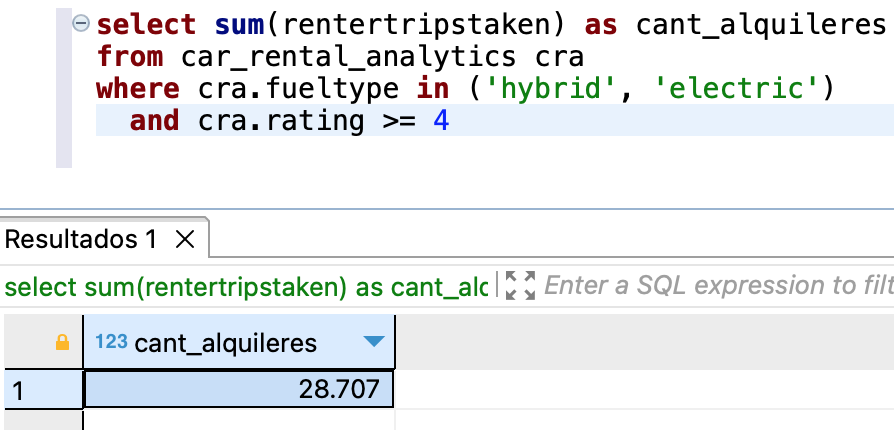 select sum(rentertripstaken) as cant_alquileres
from car_rental_analytics cra
where cra.fueltype in ('hybrid', 'electric')
and cra.rating >= 4
Resultados 1 ×
select sum(rentertripstaken) as cant_alq Enter a SQL expression to filt
123 cant_alquileres
1 28.707